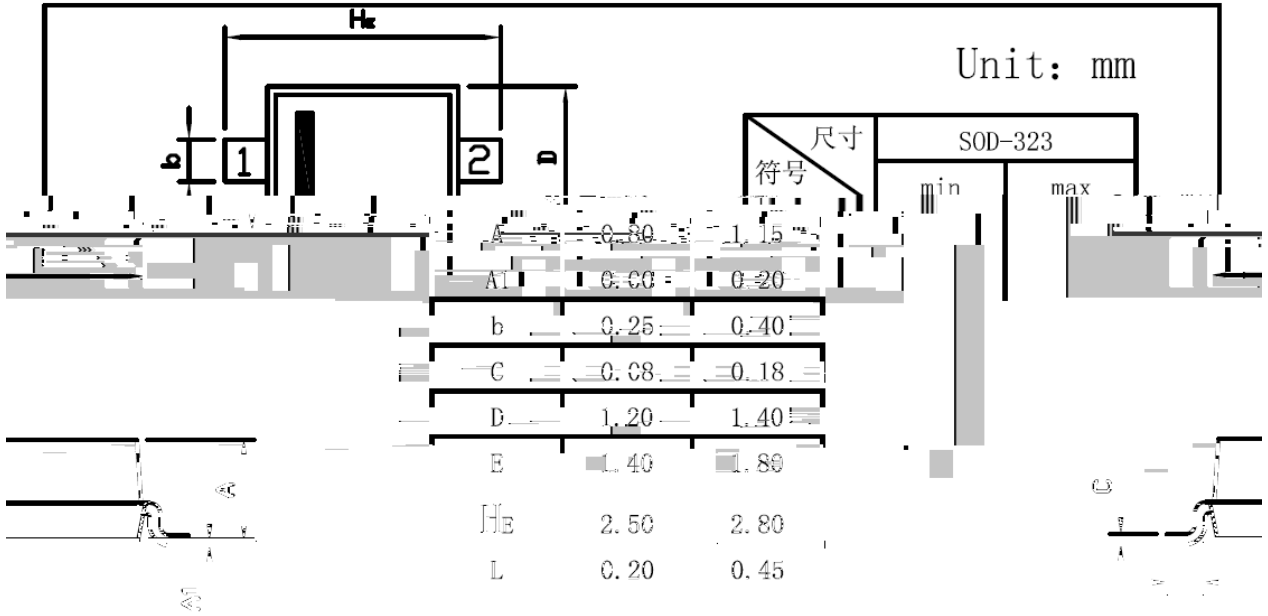 HE
Unit: mm
b
1
2
D
尺寸
符号
SOD-323
min
max
A 0.80 1.15
A1 0.00 0.20
b 0.25 0.40
C 0.08 0.18
D 1.20 1.40
E 1.40 1.80
HE 2.50 2.80
L 0.20 0.45
A
A1
C